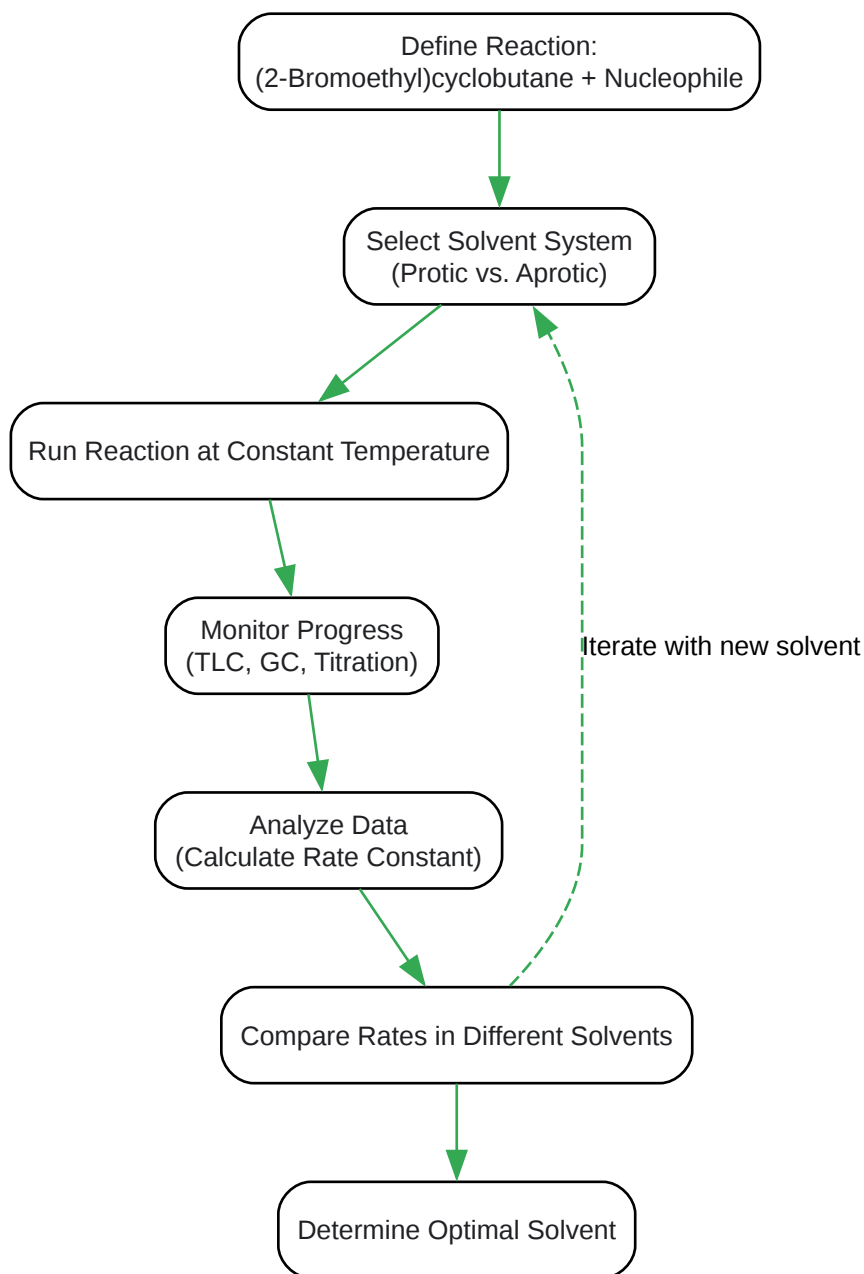 Define Reaction:
(2-Bromoethyl)cyclobutane + Nucleophile
Select Solvent System
(Protic vs. Aprotic)
Run Reaction at Constant Temperature
Monitor Progress
(TLC, GC, Titration)
Iterate with new solvent
Analyze Data
(Calculate Rate Constant)
Compare Rates in Different Solvents
Determine Optimal Solvent